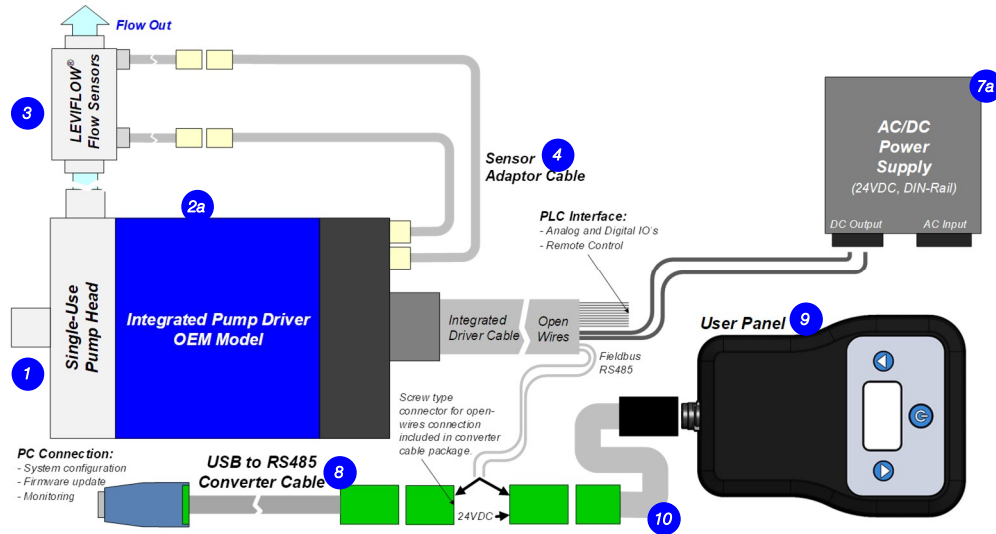 Flow Out
LEVIFLOW®
Flow Sensors
3
Sensor
Adaptor Cable
4
7a
AC/DC
Power
Supply
(24VDC, DIN-Rail)
DC Output
AC Input
2a
PLC Interface:
- Analog and Digital IO´s
- Remote Control
Single-Use
Pump Head
1
Integrated Pump Driver
OEM Model
Integrated
Driver Cable
Open
Wires
Fieldbus
RS485
User Panel
9
Screw type
connector for open-
wires connection
included in converter
cable package.
PC Connection:
- System configuration
- Firmware update
- Monitoring
USB to RS485
Converter Cable
8
24VDC
10